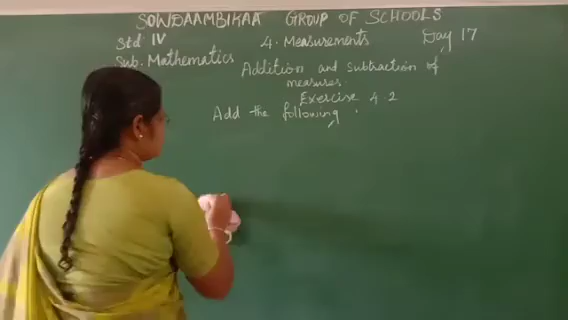 SOWDAAMBIKAA GROUP OF SCHOOLS
Std IV 4. Measurements Day 17
Sub. Mathematics
Addition and subtraction of
measures.
Exercise 4.2
Add the following.